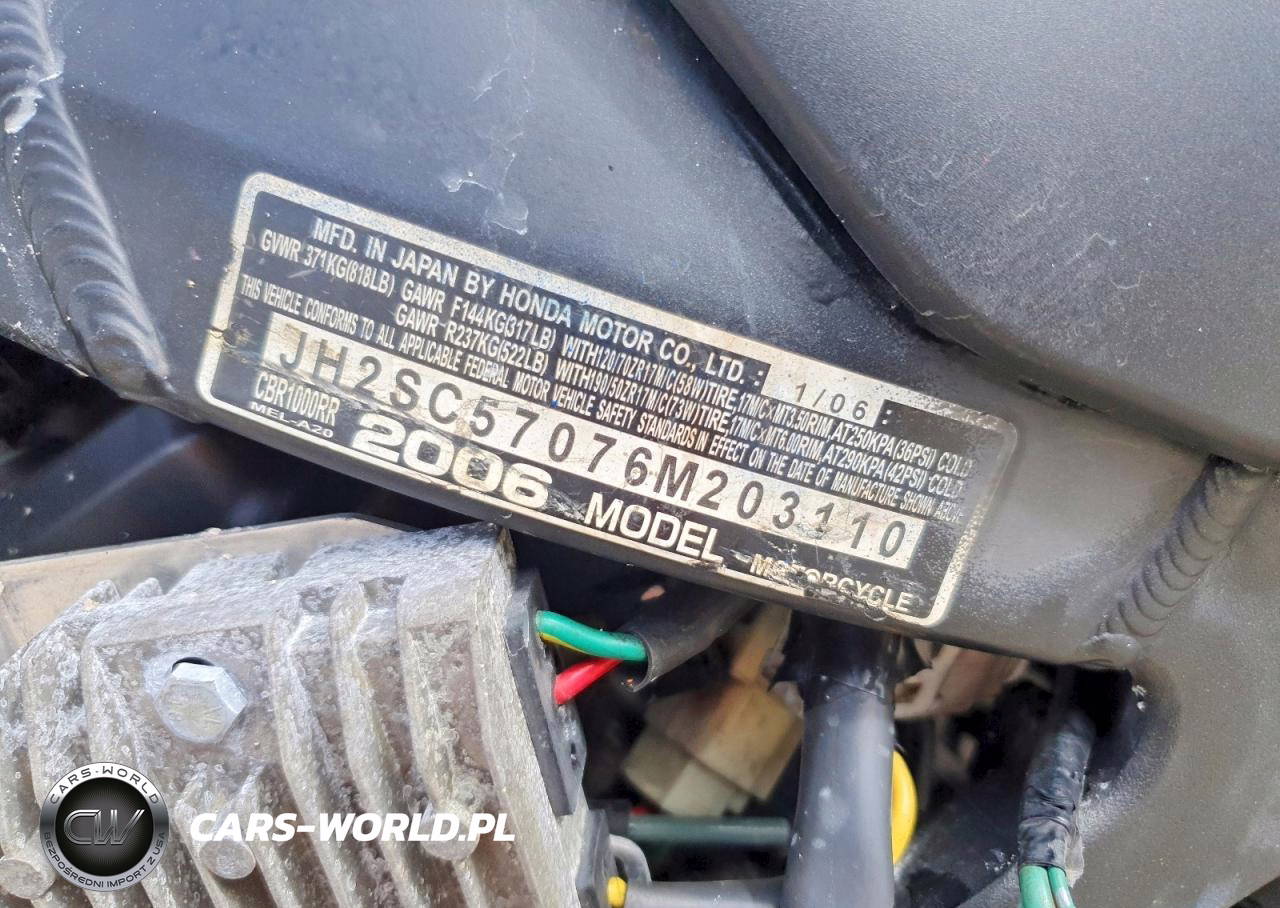 MFD. IN JAPAN BY HONDA MOTOR CO., LTD. : 1/06 :
GVWR 371KG(818LB) GAWR F144KG(317LB) WITH120/70ZR17M/C(58W)TIRE,17M/CxMT3.50RIM,AT250KPA(36PSI) COLD
GAWR R237KG(522LB) WITH190/50ZR17M/C(73W)TIRE,17M/CxMT6.00RIM,AT290KPA(42PSI) COLD.
THIS VEHICLE CONFORMS TO ALL APPLICABLE FEDERAL MOTOR VEHICLE SAFETY STANDARDS IN EFFECT ON THE DATE OF MANUFACTURE SHOWN ABOVE
JH2SC57076M203110
CBR1000RR
MEL-A20
2006 MODEL MOTORCYCLE
CARS-WORLD
CW
BEZPOŚREDNI IMPORT Z USA
CARS-WORLD.PL